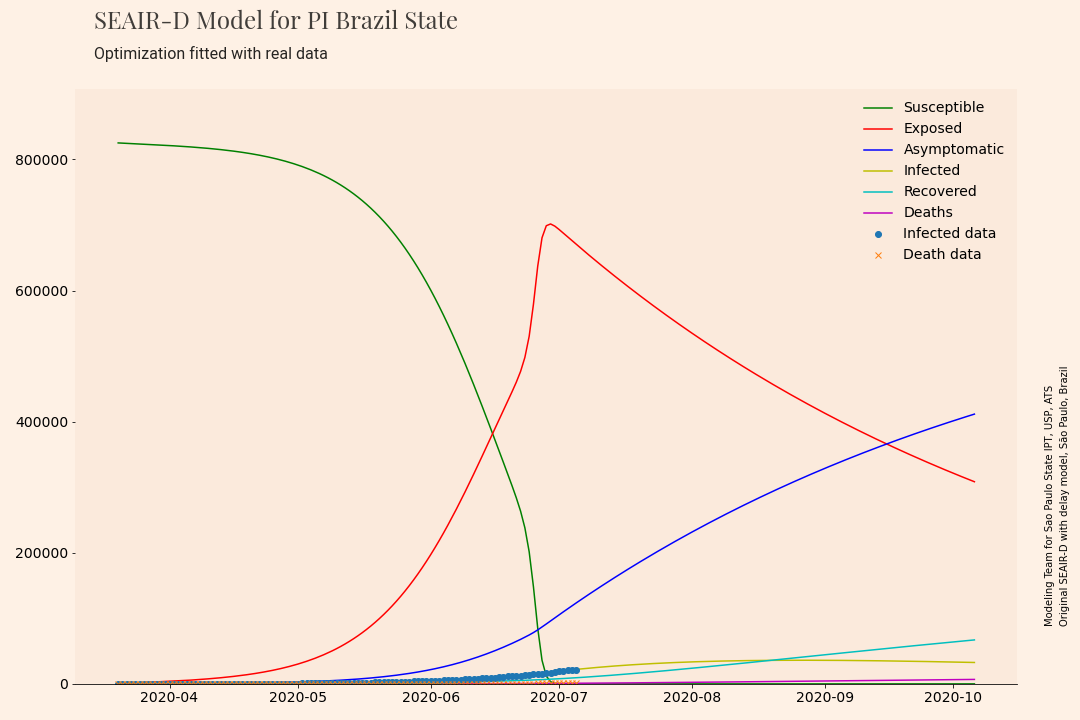 SEAIR-D Model for PI Brazil State
Optimization fitted with real data
Susceptible
Exposed
Asymptomatic
Infected
Recovered
Deaths
Infected data
Death data
800000
600000
400000
200000
0
2020-04
2020-05
2020-06
2020-07
2020-08
2020-09
2020-10
Modeling Team for Sao Paulo State IPT, USP, ATS
Original SEAIR-D with delay model, São Paulo, Brazil